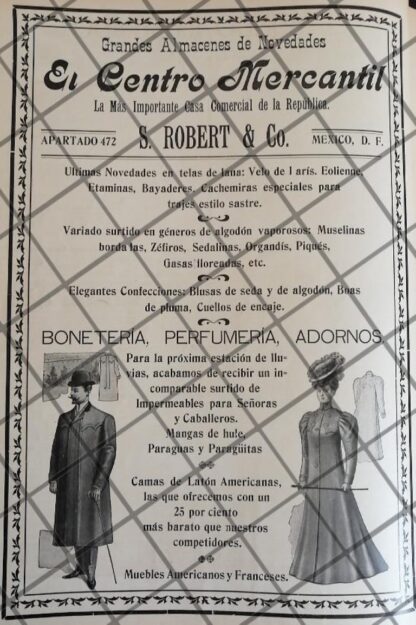 Grandes Almacenes de Novedades
El Centro Mercantil
La Más Importante Casa Comercial de la República.
APARTADO 472 S. ROBERT & Co. MEXICO, D. F.
Ultimas Novedades en telas de lana: Velo de Paris. Eolienne,
Etaminas, Bayaderes, Cachemiras especiales para
trajes estilo sastre.
Variado surtido en géneros de algodón vaporosos: Muselinas
bordadas, Zéfiros, Sedalinas, Organdís, Piqués,
Gasas floreadas, etc.
Elegantes Confecciones: Blusas de seda y de algodón, Boas
de pluma, Cuellos de encaje.
BONETERÍA, PERFUMERÍA, ADORNOS.
Para la próxima estación de llu-
vias, acabamos de recibir un in-
comparable surtido de
Impermeables para Señoras
y Caballeros.
Mangas de hule,
Paraguas y Paragüitas
Camas de Latón Americanas,
las que ofrecemos con un
25 por ciento
más barato que nuestros
competidores.
Muebles Americanos y Franceses.